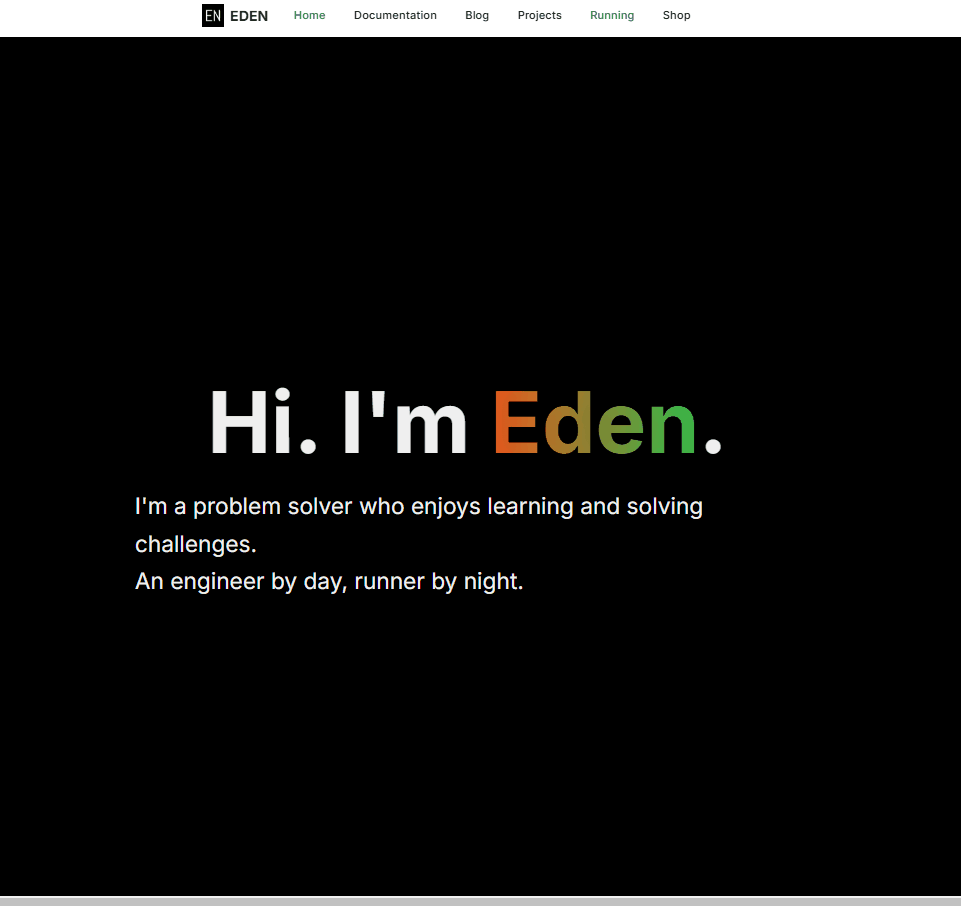 EN EDEN Home Documentation Blog Projects Running Shop
Hi. I'm Eden.
I'm a problem solver who enjoys learning and solving
challenges.
An engineer by day, runner by night.